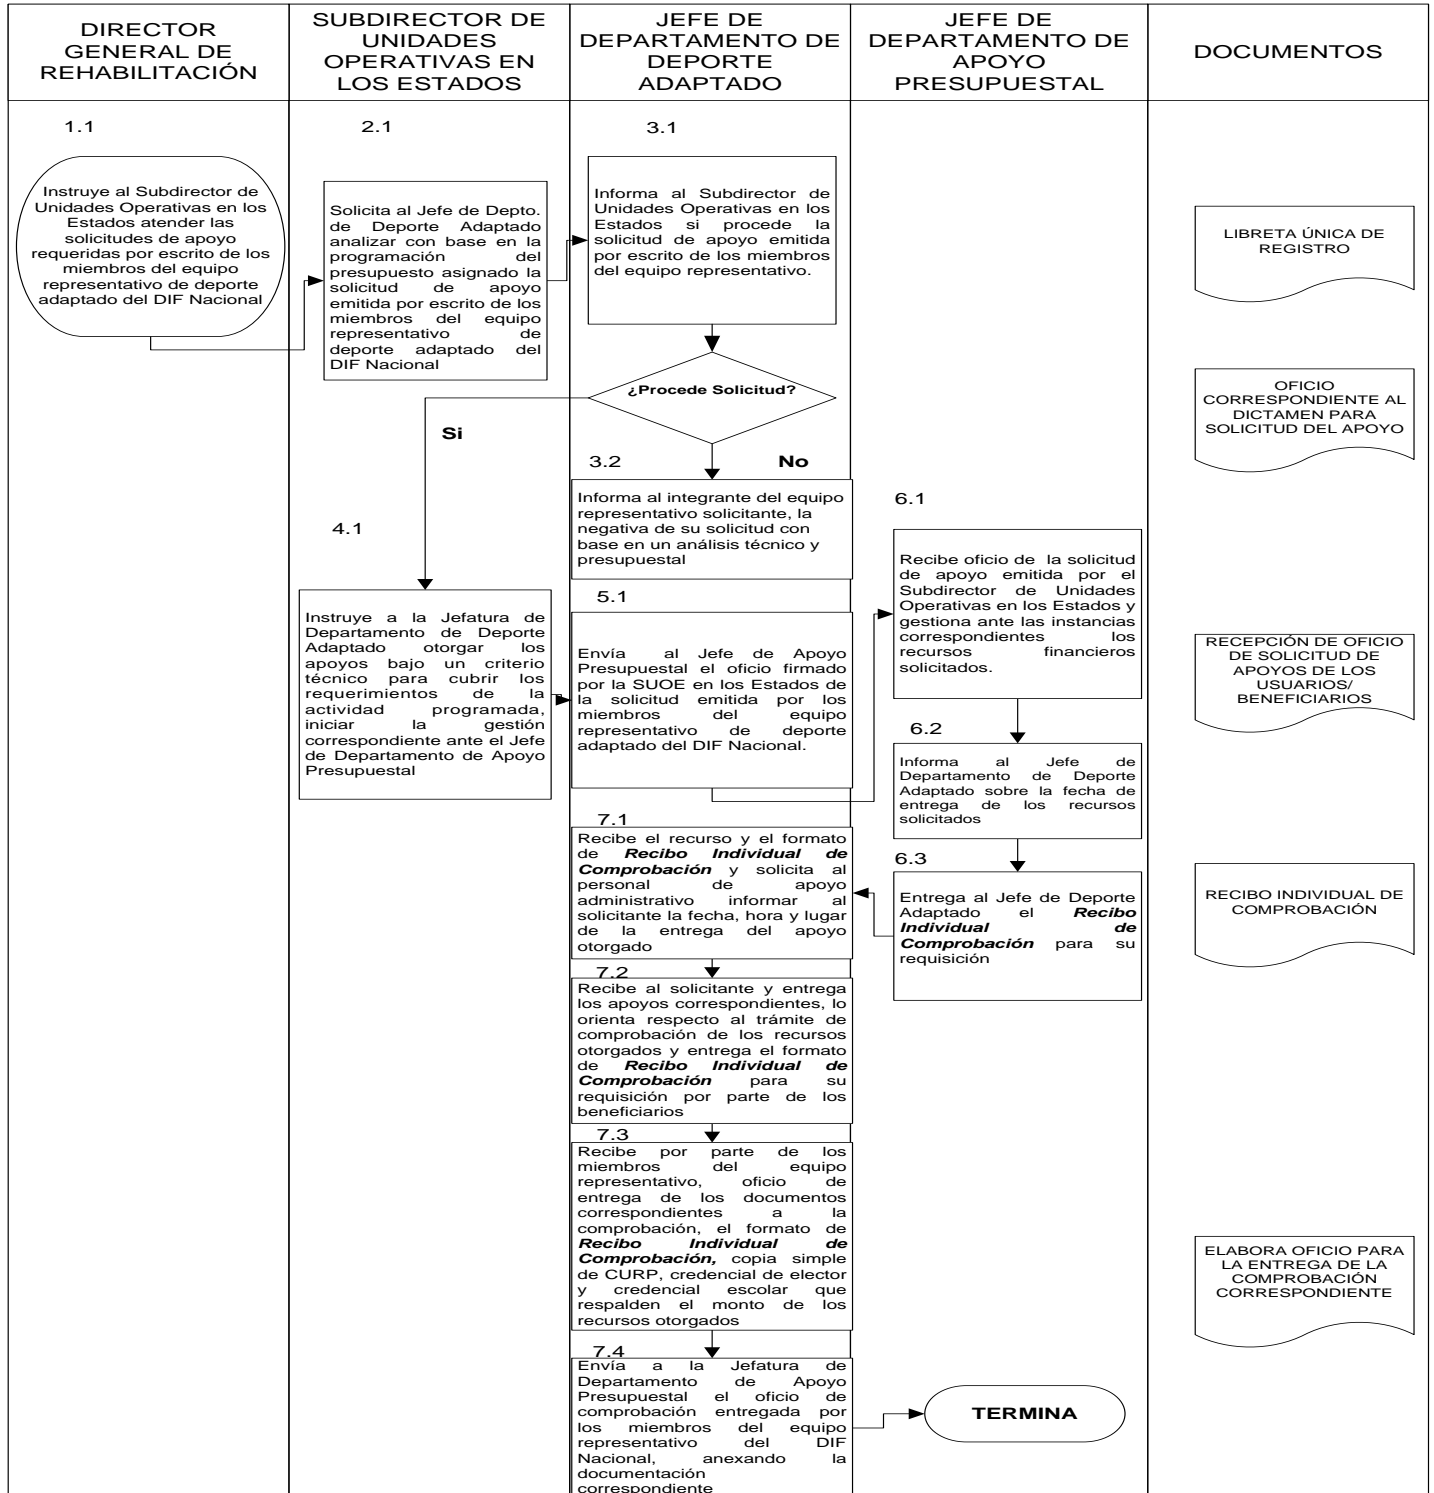 DIRECTOR
GENERAL DE
REHABILITACIÓN
SUBDIRECTOR DE
UNIDADES
OPERATIVAS EN
LOS ESTADOS
JEFE DE
DEPARTAMENTO DE
DEPORTE
ADAPTADO
JEFE DE
DEPARTAMENTO DE
APOYO
PRESUPUESTAL
DOCUMENTOS
1.1
Instruye al Subdirector de
Unidades Operativas en los
Estados atender las
solicitudes de apoyo
requeridas por escrito de los
miembros del equipo
representativo de deporte
adaptado del DIF Nacional
2.1
Solicita al Jefe de Depto.
de Deporte Adaptado
analizar con base en la
programación del
presupuesto asignado la
solicitud de apoyo
emitida por escrito de los
miembros del equipo
representativo de
deporte adaptado del
DIF Nacional
3.1
Informa al Subdirector de
Unidades Operativas en los
Estados si procede la
solicitud de apoyo emitida
por escrito de los miembros
del equipo representativo.
¿Procede Solicitud?
Si
No
3.2
Informa al integrante del equipo
representativo solicitante, la
negativa de su solicitud con
base en un análisis técnico y
presupuestal
4.1
Instruye a la Jefatura de
Departamento de Deporte
Adaptado otorgar los
apoyos bajo un criterio
técnico para cubrir los
requerimientos de la
actividad programada,
iniciar la gestión
correspondiente ante el Jefe
de Departamento de Apoyo
Presupuestal
5.1
Envía al Jefe de Apoyo
Presupuestal el oficio firmado
por la SUOE en los Estados de
la solicitud emitida por los
miembros del equipo
representativo de deporte
adaptado del DIF Nacional.
6.1
Recibe oficio de la solicitud
de apoyo emitida por el
Subdirector de Unidades
Operativas en los Estados y
gestiona ante las instancias
correspondientes los
recursos financieros
solicitados.
6.2
Informa al Jefe de
Departamento de Deporte
Adaptado sobre la fecha de
entrega de los recursos
solicitados
6.3
Entrega al Jefe de Deporte
Adaptado el Recibo
Individual de
Comprobación para su
requisición
7.1
Recibe el recurso y el formato
de Recibo Individual de
Comprobación y solicita al
personal de apoyo
administrativo informar al
solicitante la fecha, hora y lugar
de la entrega del apoyo
otorgado
7.2
Recibe al solicitante y entrega
los apoyos correspondientes, lo
orienta respecto al trámite de
comprobación de los recursos
otorgados y entrega el formato
de Recibo Individual de
Comprobación para su
requisición por parte de los
beneficiarios
7.3
Recibe por parte de los
miembros del equipo
representativo, oficio de
entrega de los documentos
correspondientes a la
comprobación, el formato de
Recibo Individual de
Comprobación, copia simple
de CURP, credencial de elector
y credencial escolar que
respalden el monto de los
recursos otorgados
7.4
Envía a la Jefatura de
Departamento de Apoyo
Presupuestal el oficio de
comprobación entregada por
los miembros del equipo
representativo del DIF
Nacional, anexando la
documentación
correspondiente
TERMINA
LIBRETA ÚNICA DE
REGISTRO
OFICIO
CORRESPONDIENTE AL
DICTAMEN PARA
SOLICITUD DEL APOYO
RECEPCIÓN DE OFICIO
DE SOLICITUD DE
APOYOS DE LOS
USUARIOS/
BENEFICIARIOS
RECIBO INDIVIDUAL DE
COMPROBACIÓN
ELABORA OFICIO PARA
LA ENTREGA DE LA
COMPROBACIÓN
CORRESPONDIENTE